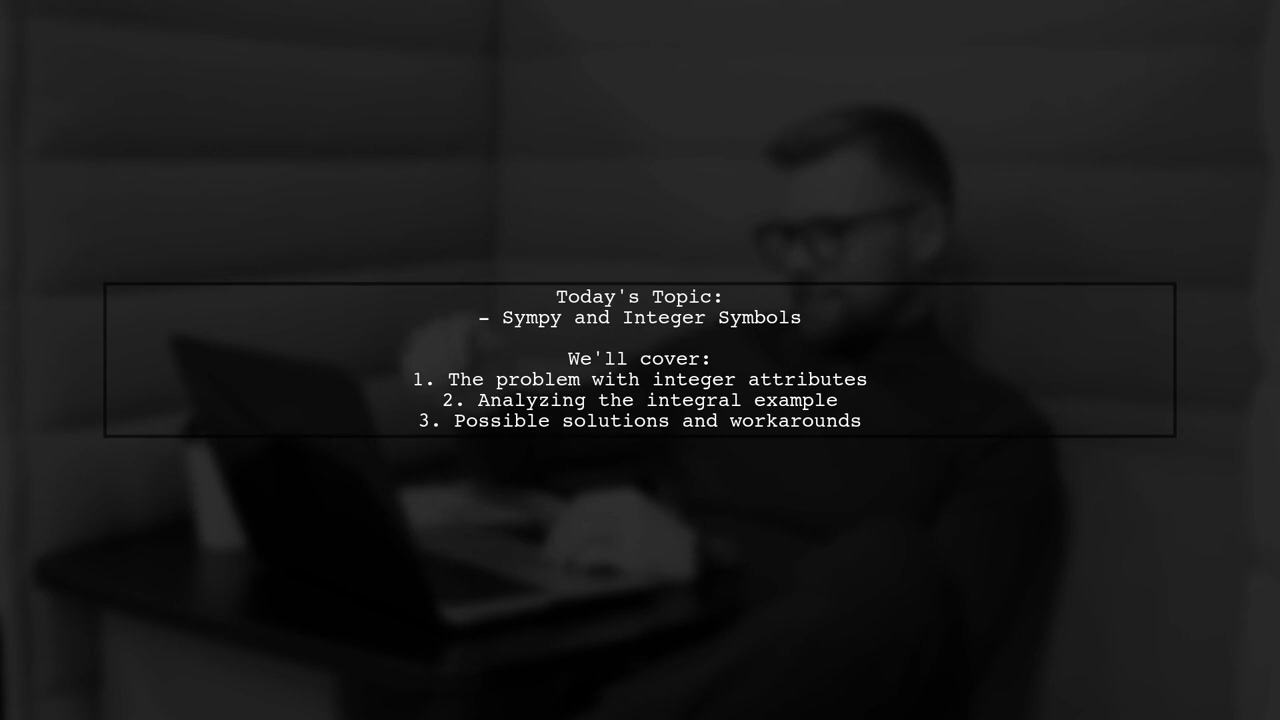 Today's Topic:
- Sympy and Integer Symbols
We'll cover:
1. The problem with integer attributes
2. Analyzing the integral example
3. Possible solutions and workarounds